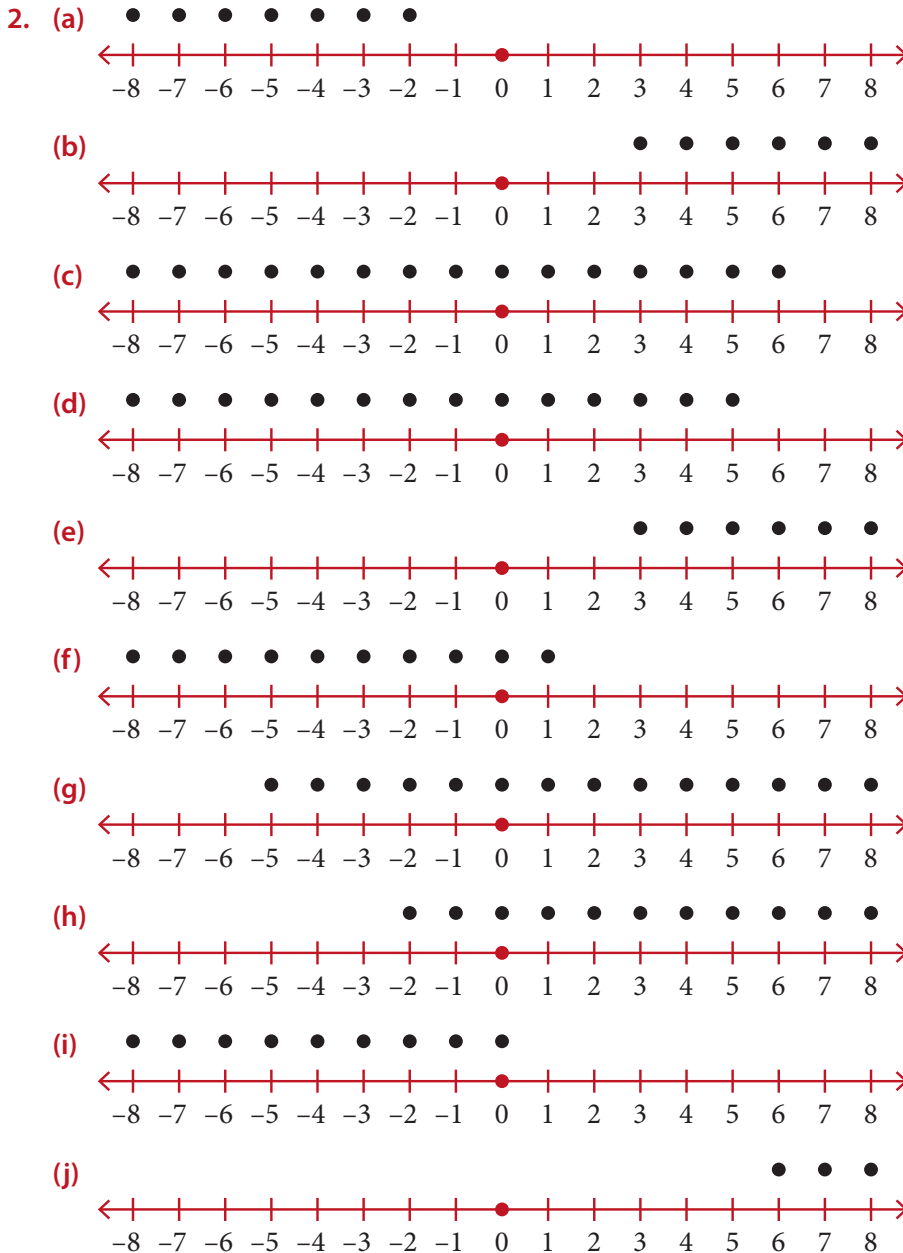 2. (a)
–8 –7 –6 –5 –4 –3 –2 –1 0 1 2 3 4 5 6 7 8
(b)
–8 –7 –6 –5 –4 –3 –2 –1 0 1 2 3 4 5 6 7 8
(c)
–8 –7 –6 –5 –4 –3 –2 –1 0 1 2 3 4 5 6 7 8
(d)
–8 –7 –6 –5 –4 –3 –2 –1 0 1 2 3 4 5 6 7 8
(e)
–8 –7 –6 –5 –4 –3 –2 –1 0 1 2 3 4 5 6 7 8
(f)
–8 –7 –6 –5 –4 –3 –2 –1 0 1 2 3 4 5 6 7 8
(g)
–8 –7 –6 –5 –4 –3 –2 –1 0 1 2 3 4 5 6 7 8
(h)
–8 –7 –6 –5 –4 –3 –2 –1 0 1 2 3 4 5 6 7 8
(i)
–8 –7 –6 –5 –4 –3 –2 –1 0 1 2 3 4 5 6 7 8
(j)
–8 –7 –6 –5 –4 –3 –2 –1 0 1 2 3 4 5 6 7 8